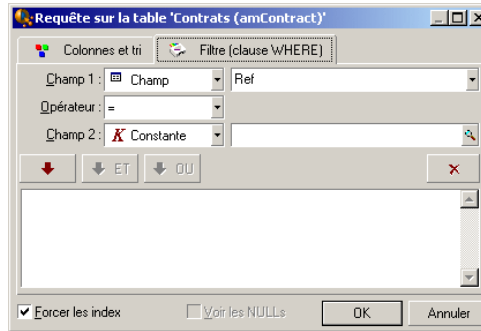 Requête sur la table 'Contrats (amContract)'
Colonnes et tri Filtre (clause WHERE)
Champ 1 : Champ Ref
Opérateur : =
Champ 2 : K Constante
ET OU
Forcer les index Voir les NULLs OK Annuler